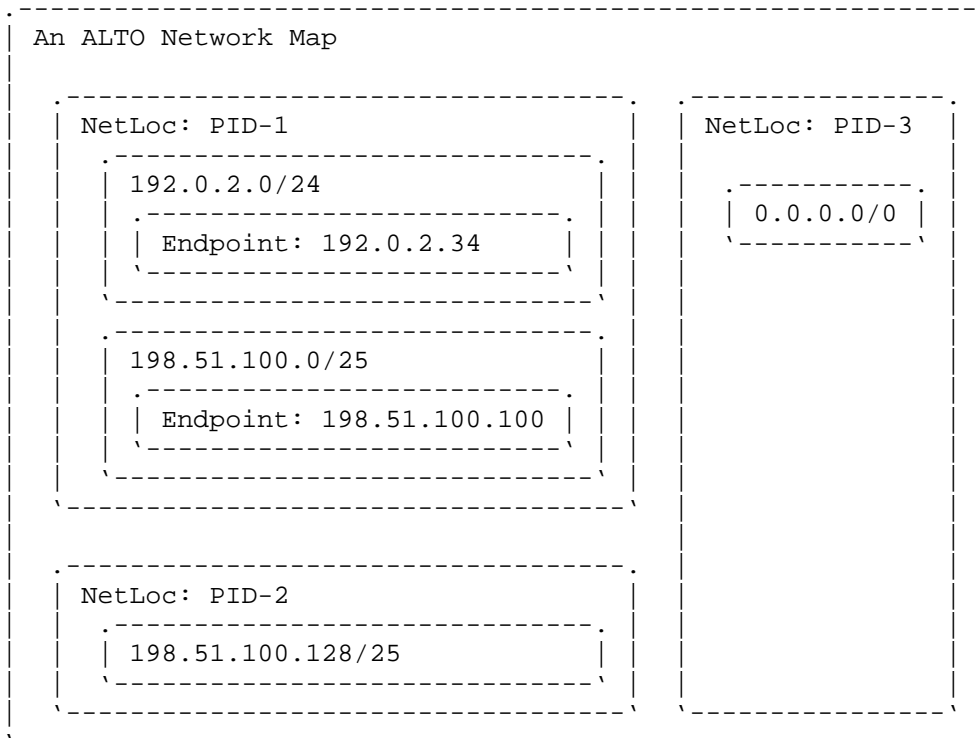 An ALTO Network Map
NetLoc: PID-1
192.0.2.0/24
Endpoint: 192.0.2.34
198.51.100.0/25
Endpoint: 198.51.100.100
NetLoc: PID-2
198.51.100.128/25
NetLoc: PID-3
0.0.0.0/0